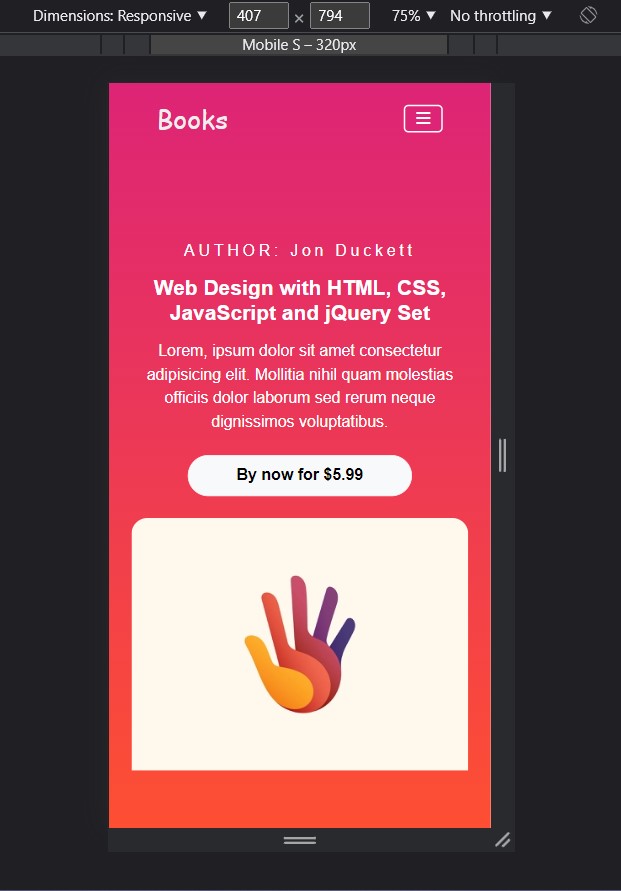 Dimensions: Responsive ▼ 407 × 794 75% ▼ No throttling ▼
Mobile S – 320px
Books
AUTHOR: Jon Duckett
Web Design with HTML, CSS,
JavaScript and jQuery Set
Lorem, ipsum dolor sit amet consectetur
adipisicing elit. Mollitia nihil quam molestias
officiis dolor laborum sed rerum neque
dignissimos voluptatibus.
By now for $5.99